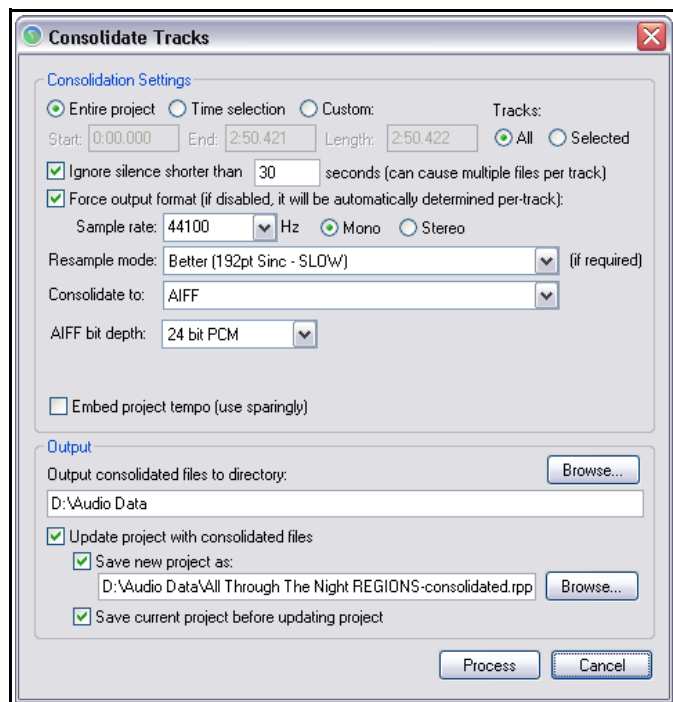 Consolidate Tracks
Consolidation Settings
Entire project Time selection Custom: Tracks:
Start: 0:00.000 End: 2:50.421 Length: 2:50.422 All Selected
Ignore silence shorter than 30 seconds (can cause multiple files per track)
Force output format (if disabled, it will be automatically determined per-track):
Sample rate: 44100 Hz Mono Stereo
Resample mode: Better (192pt Sinc - SLOW) (if required)
Consolidate to: AIFF
AIFF bit depth: 24 bit PCM
Embed project tempo (use sparingly)
Output
Output consolidated files to directory: Browse...
D:\Audio Data
Update project with consolidated files
Save new project as:
D:\Audio Data\All Through The Night REGIONS-consolidated.rpp Browse...
Save current project before updating project
Process Cancel